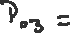 P₀₃ =